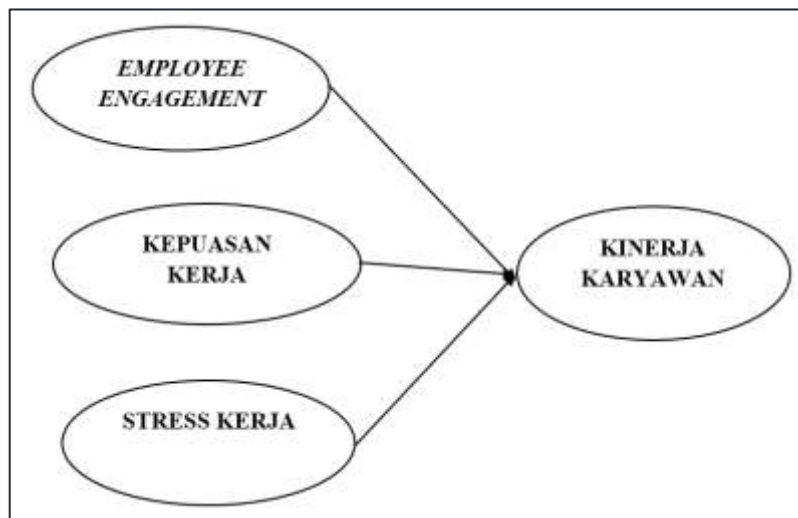 EMPLOYEE
ENGAGEMENT
KEPUASAN
KERJA
KINERJA
KARYAWAN
STRESS KERJA